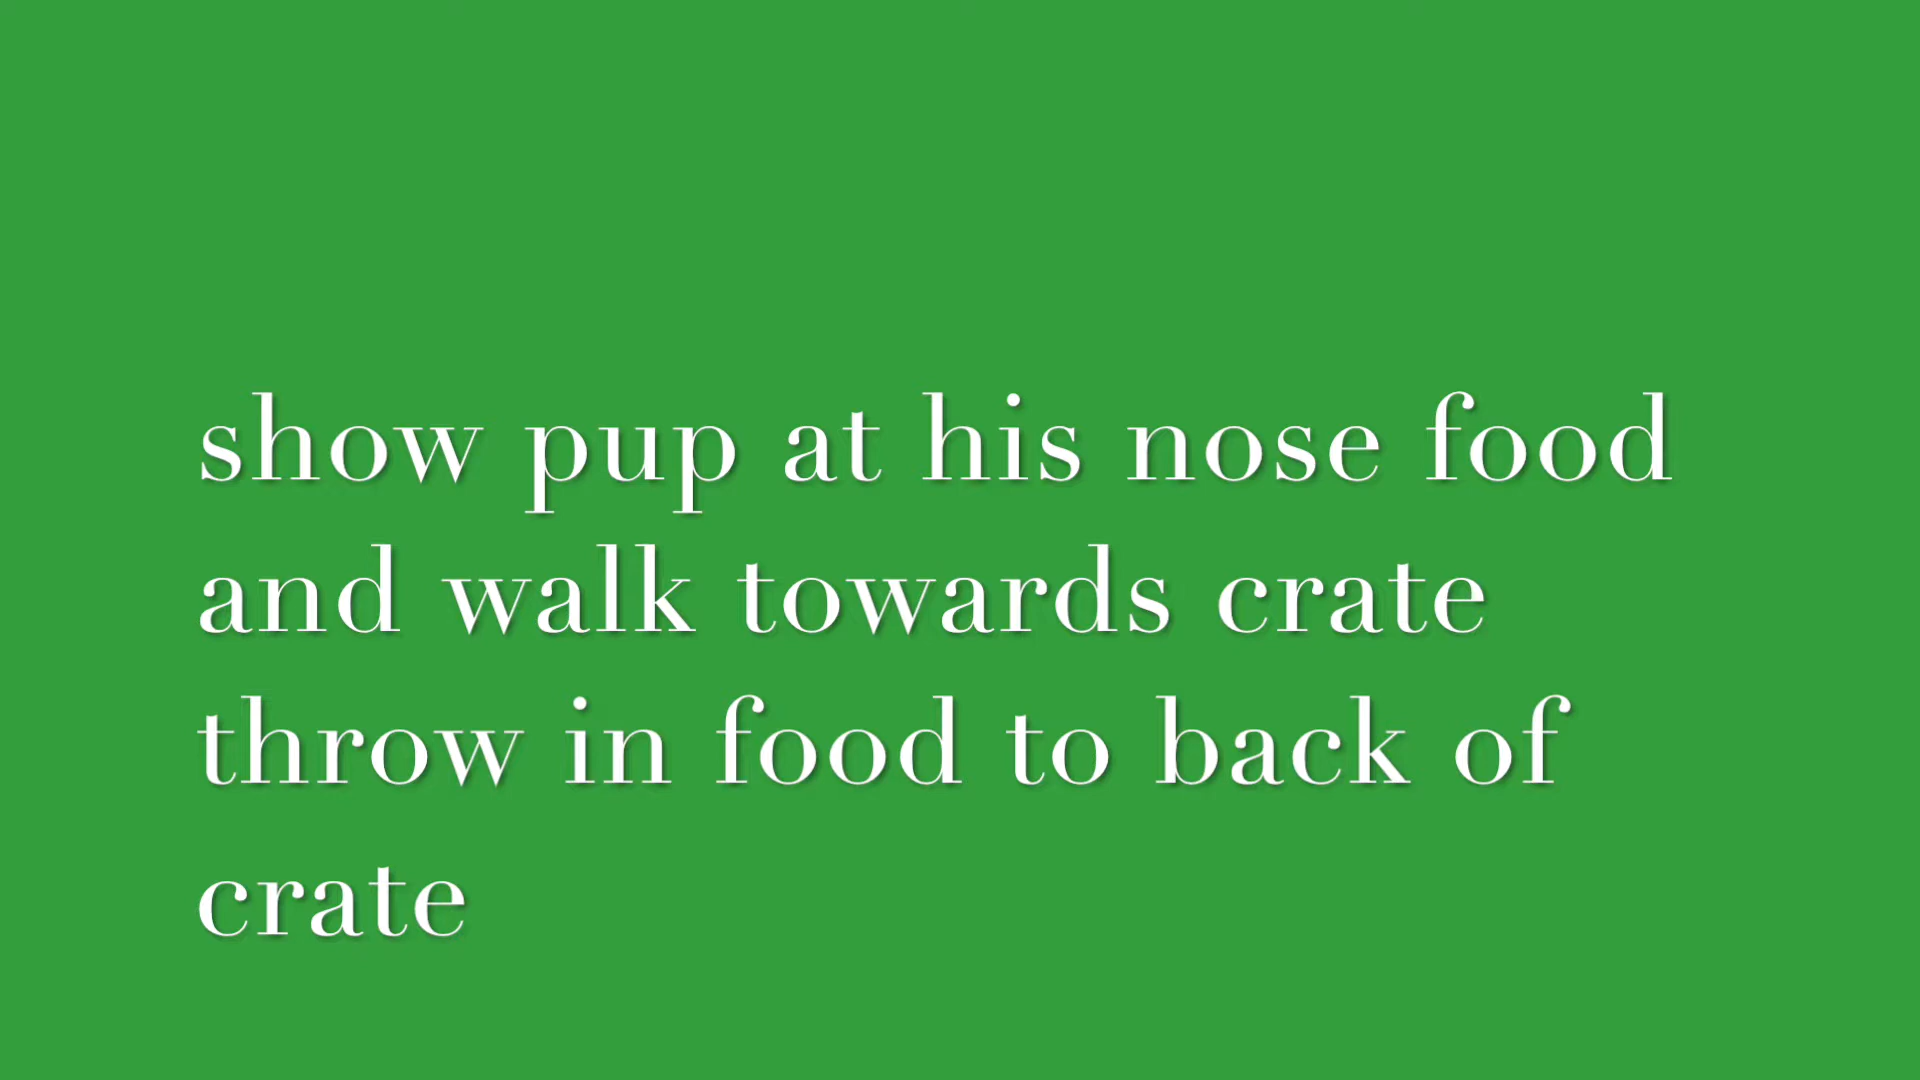 show pup at his nose food
and walk towards crate
throw in food to back of
crate